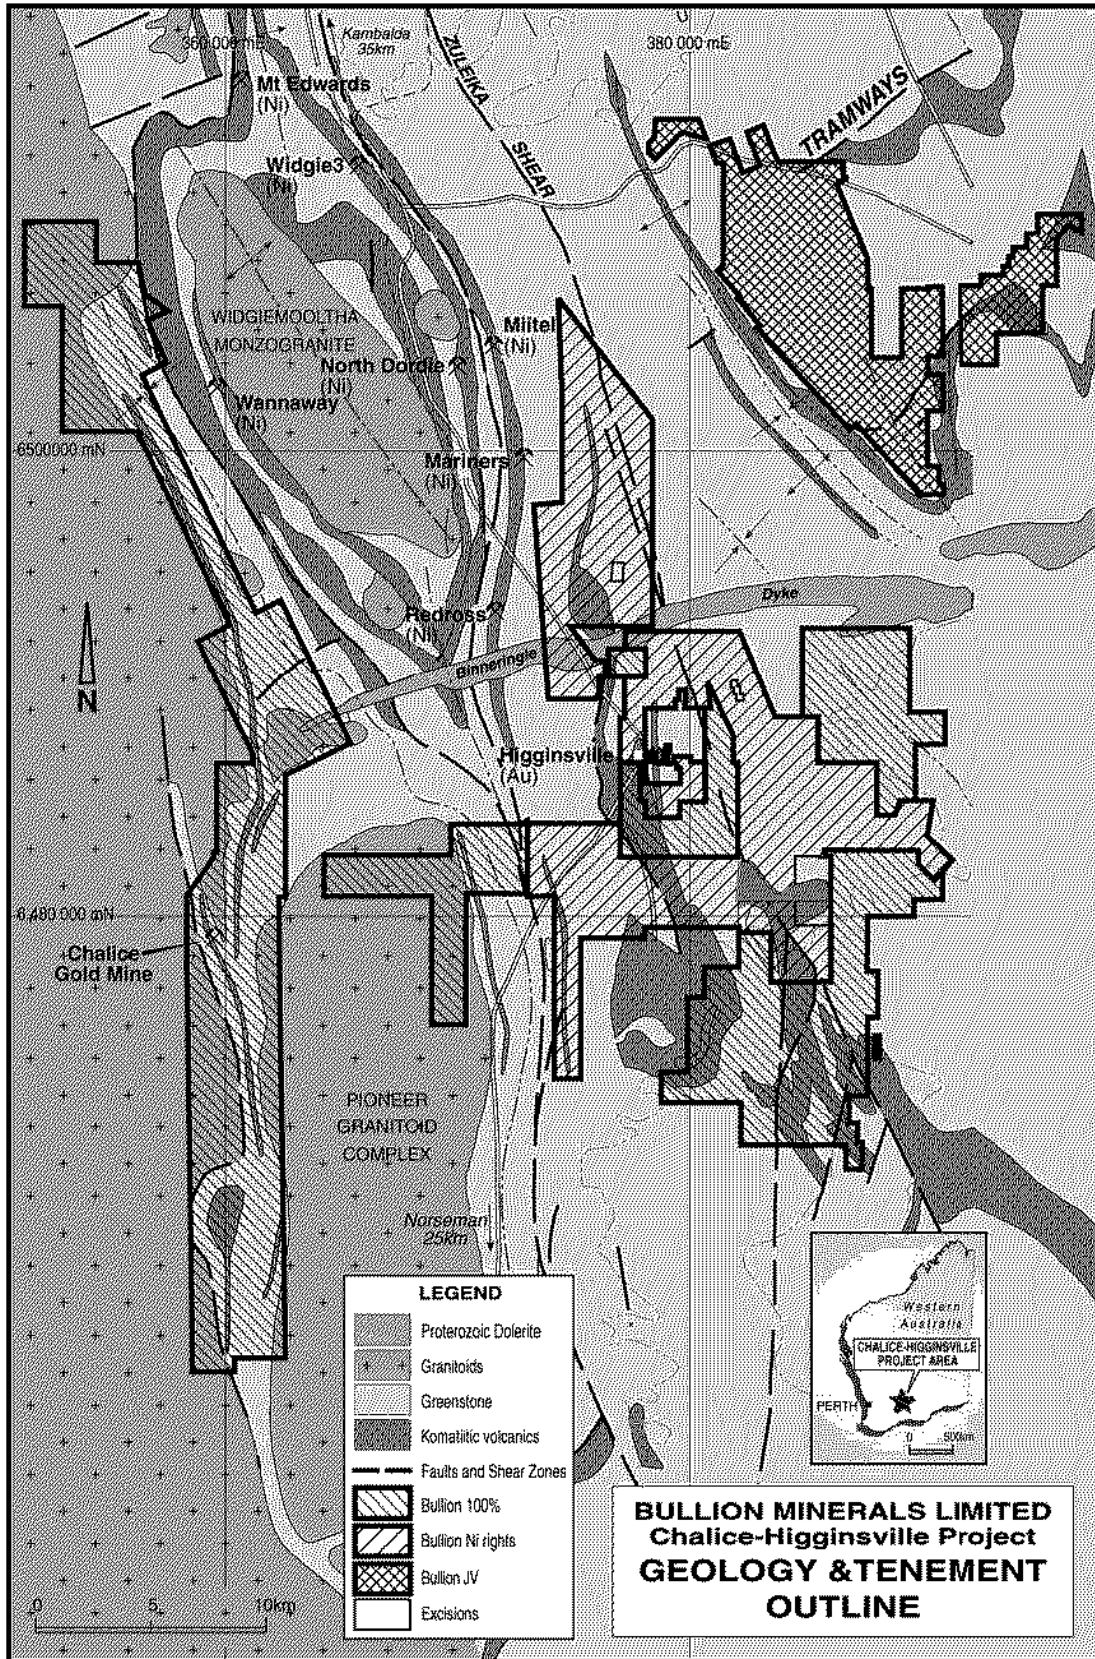 360 000 mE
Kambalda
35km
380 000 mE
ZULEIKA
SHEAR
TRAMWAYS
Mt Edwards
(Ni)
Widgie3
(Ni)
WIDGIEMOOLTHA
MONZOGRANITE
Miitel
(Ni)
North Dordie
(Ni)
Wannaway
(Ni)
6500000 mN
Mariners
(Ni)
Redross
(Ni)
Binneringie
Dyke
N
Higginsville
(Au)
6,480 000 mN
Chalice
Gold Mine
PIONEER
GRANITOID
COMPLEX
Norseman
25km
LEGEND
Proterozoic Dolerite
Granitoids
Greenstone
Komatiitic volcanics
Faults and Shear Zones
Bullion 100%
Bullion Ni rights
Bullion JV
Excisions
Western
Australia
CHALICE-HIGGINSVILLE
PROJECT AREA
PERTH
0 500km
0 5 10km
BULLION MINERALS LIMITED
Chalice-Higginsville Project
GEOLOGY &TENEMENT
OUTLINE